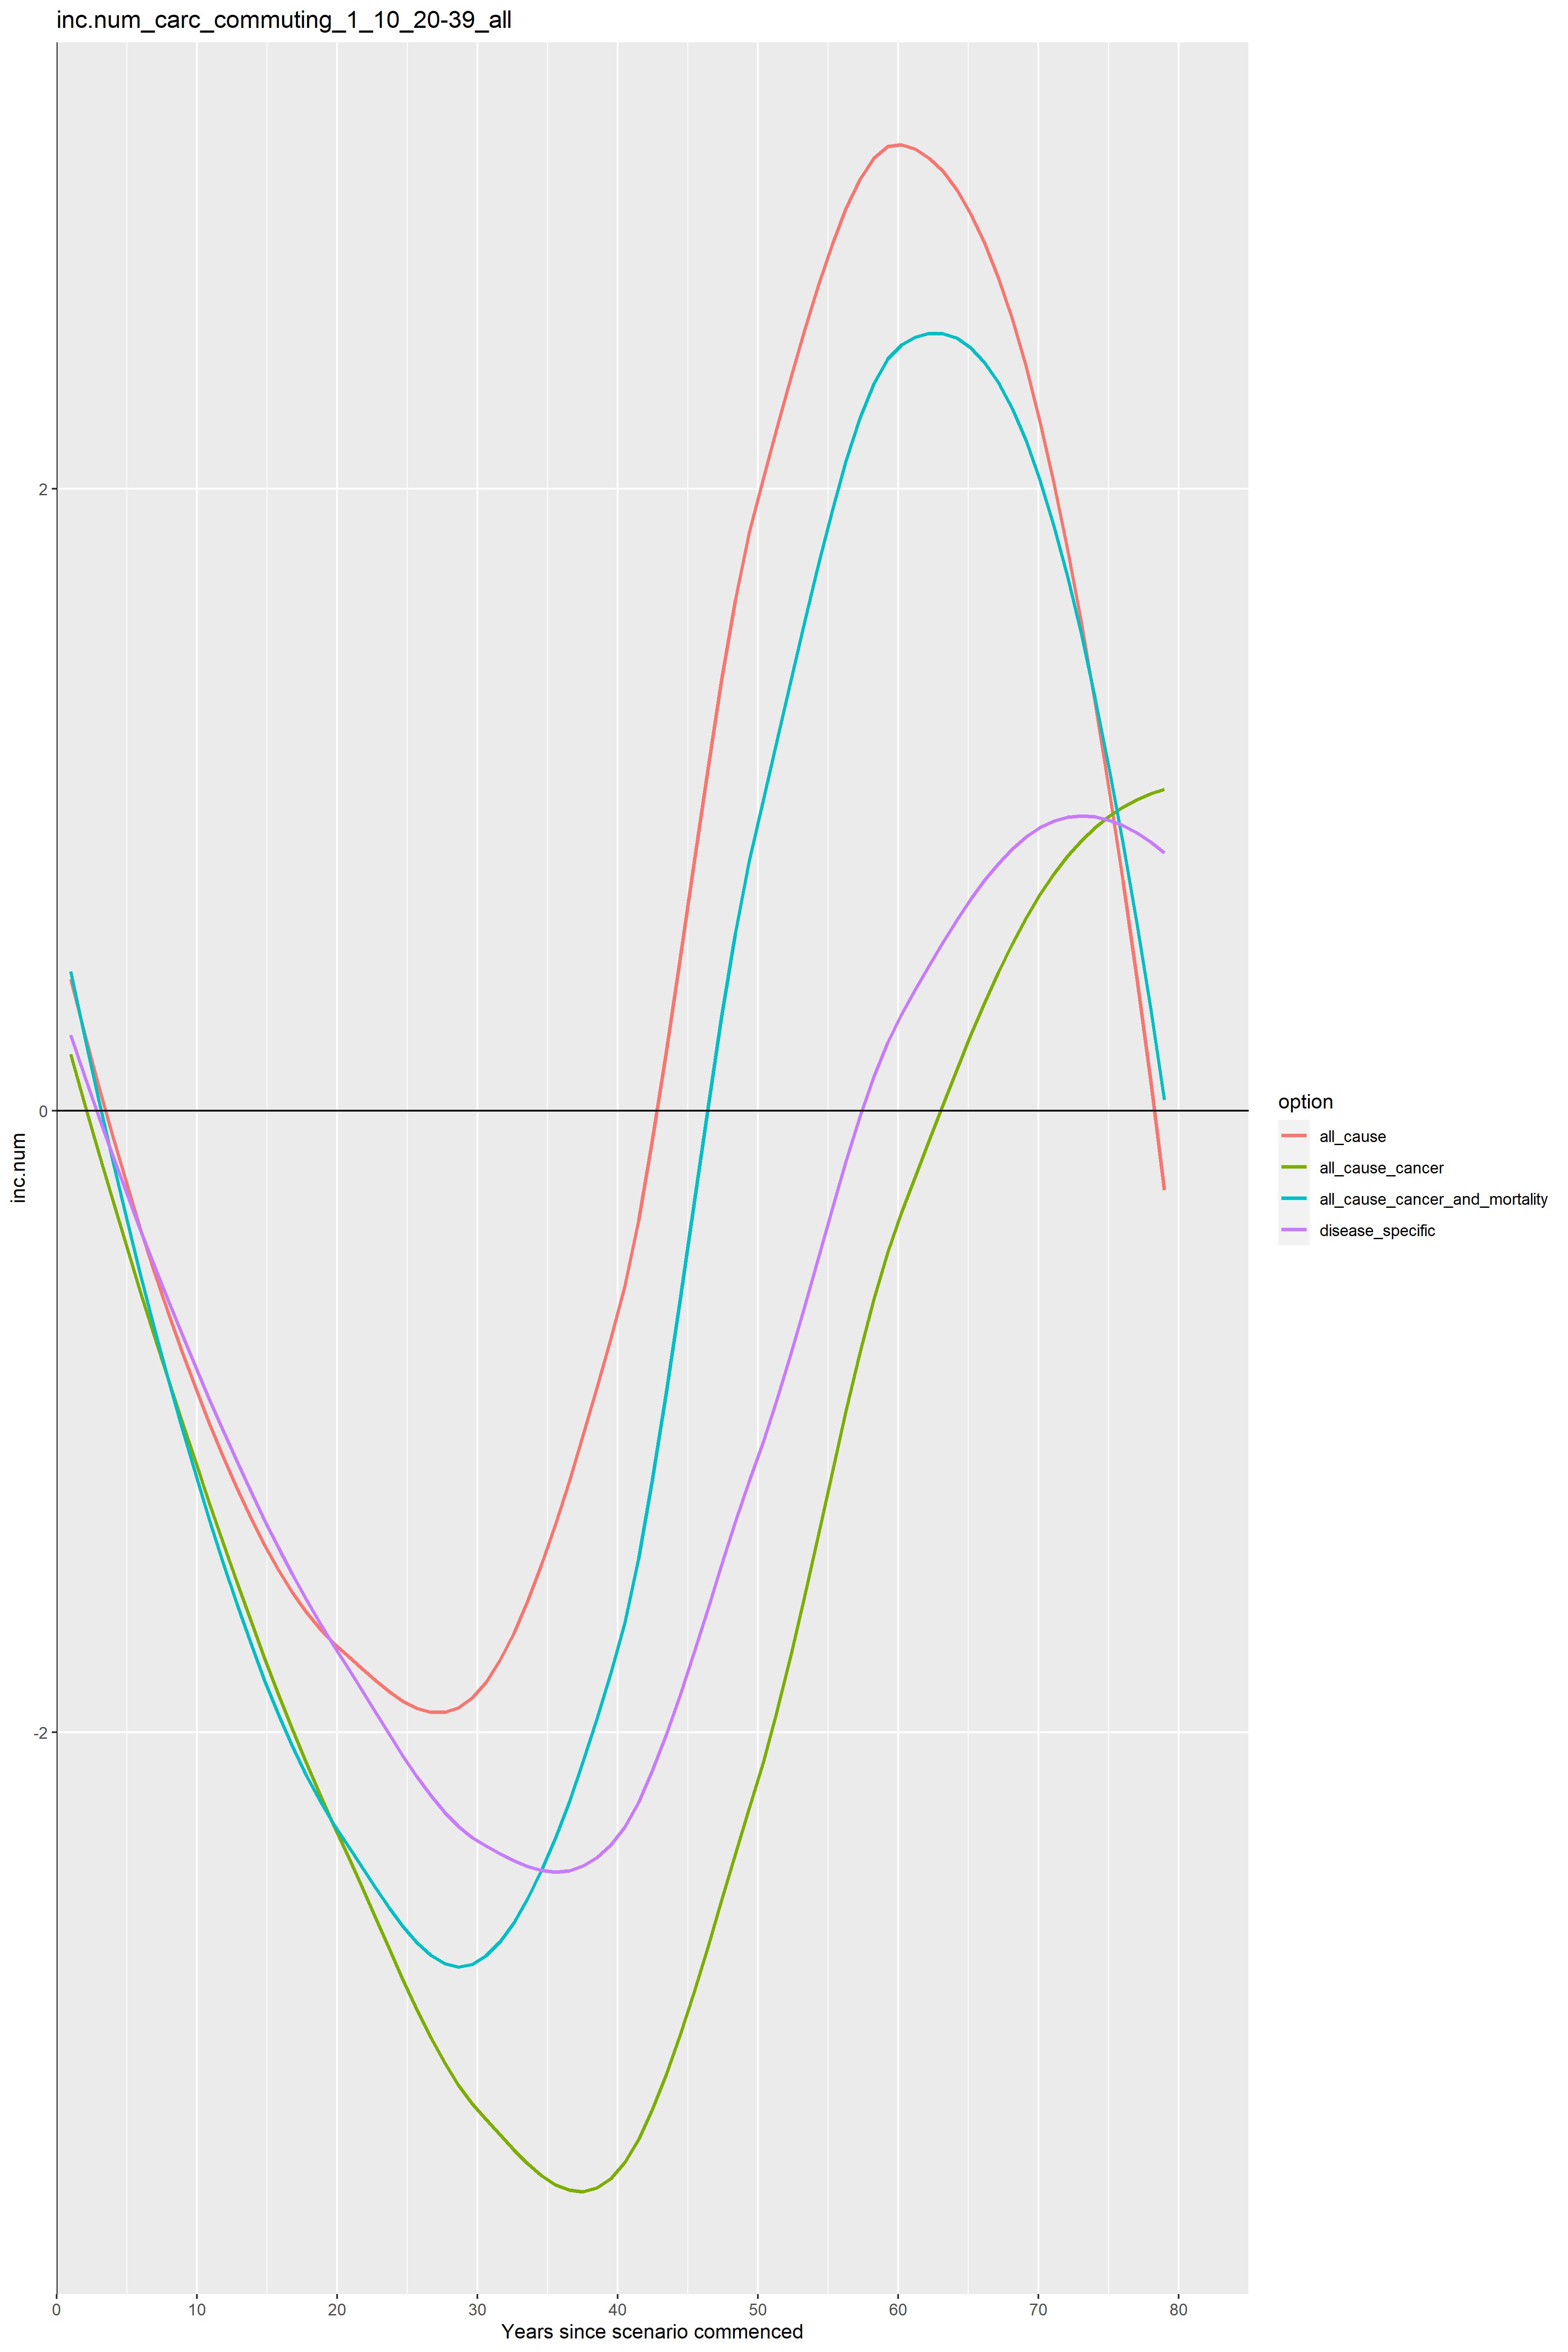 inc.num_carc_commuting_1_10_20-39_all
2
0
-2
inc.num
0 10 20 30 40 50 60 70 80
Years since scenario commenced
option
all_cause
all_cause_cancer
all_cause_cancer_and_mortality
disease_specific